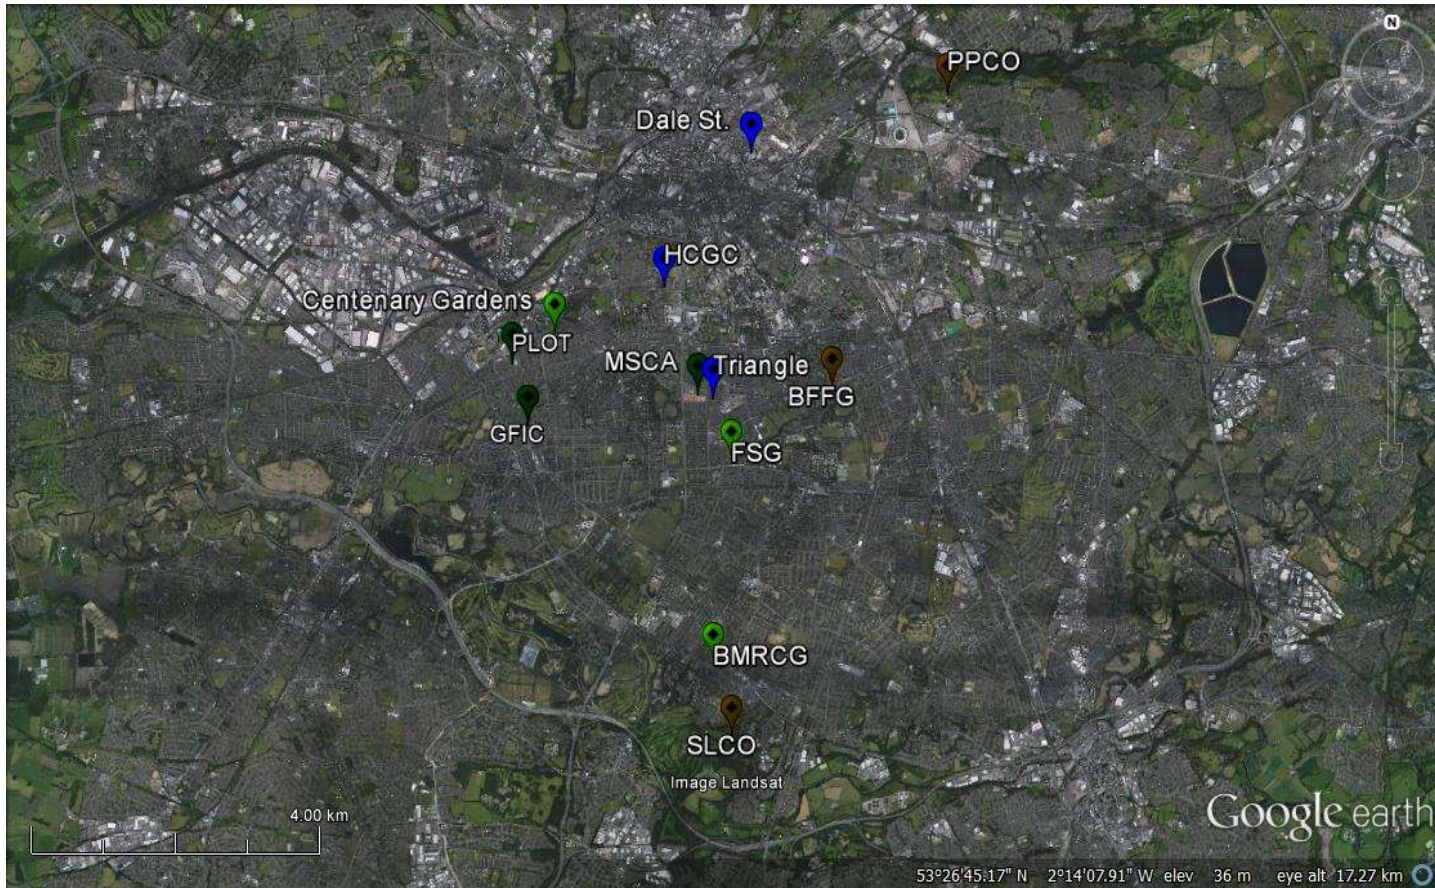 N
PPCO
Dale St.
HCGC
Centenary Gardens
PLOT
MSCA
Triangle
BFFG
GFIC
FSG
BMRCG
SLCO
Image Landsat
4.00 km
Google earth
53°26'45.17" N 2°14'07.91" W elev 36 m eye alt 17.27 km